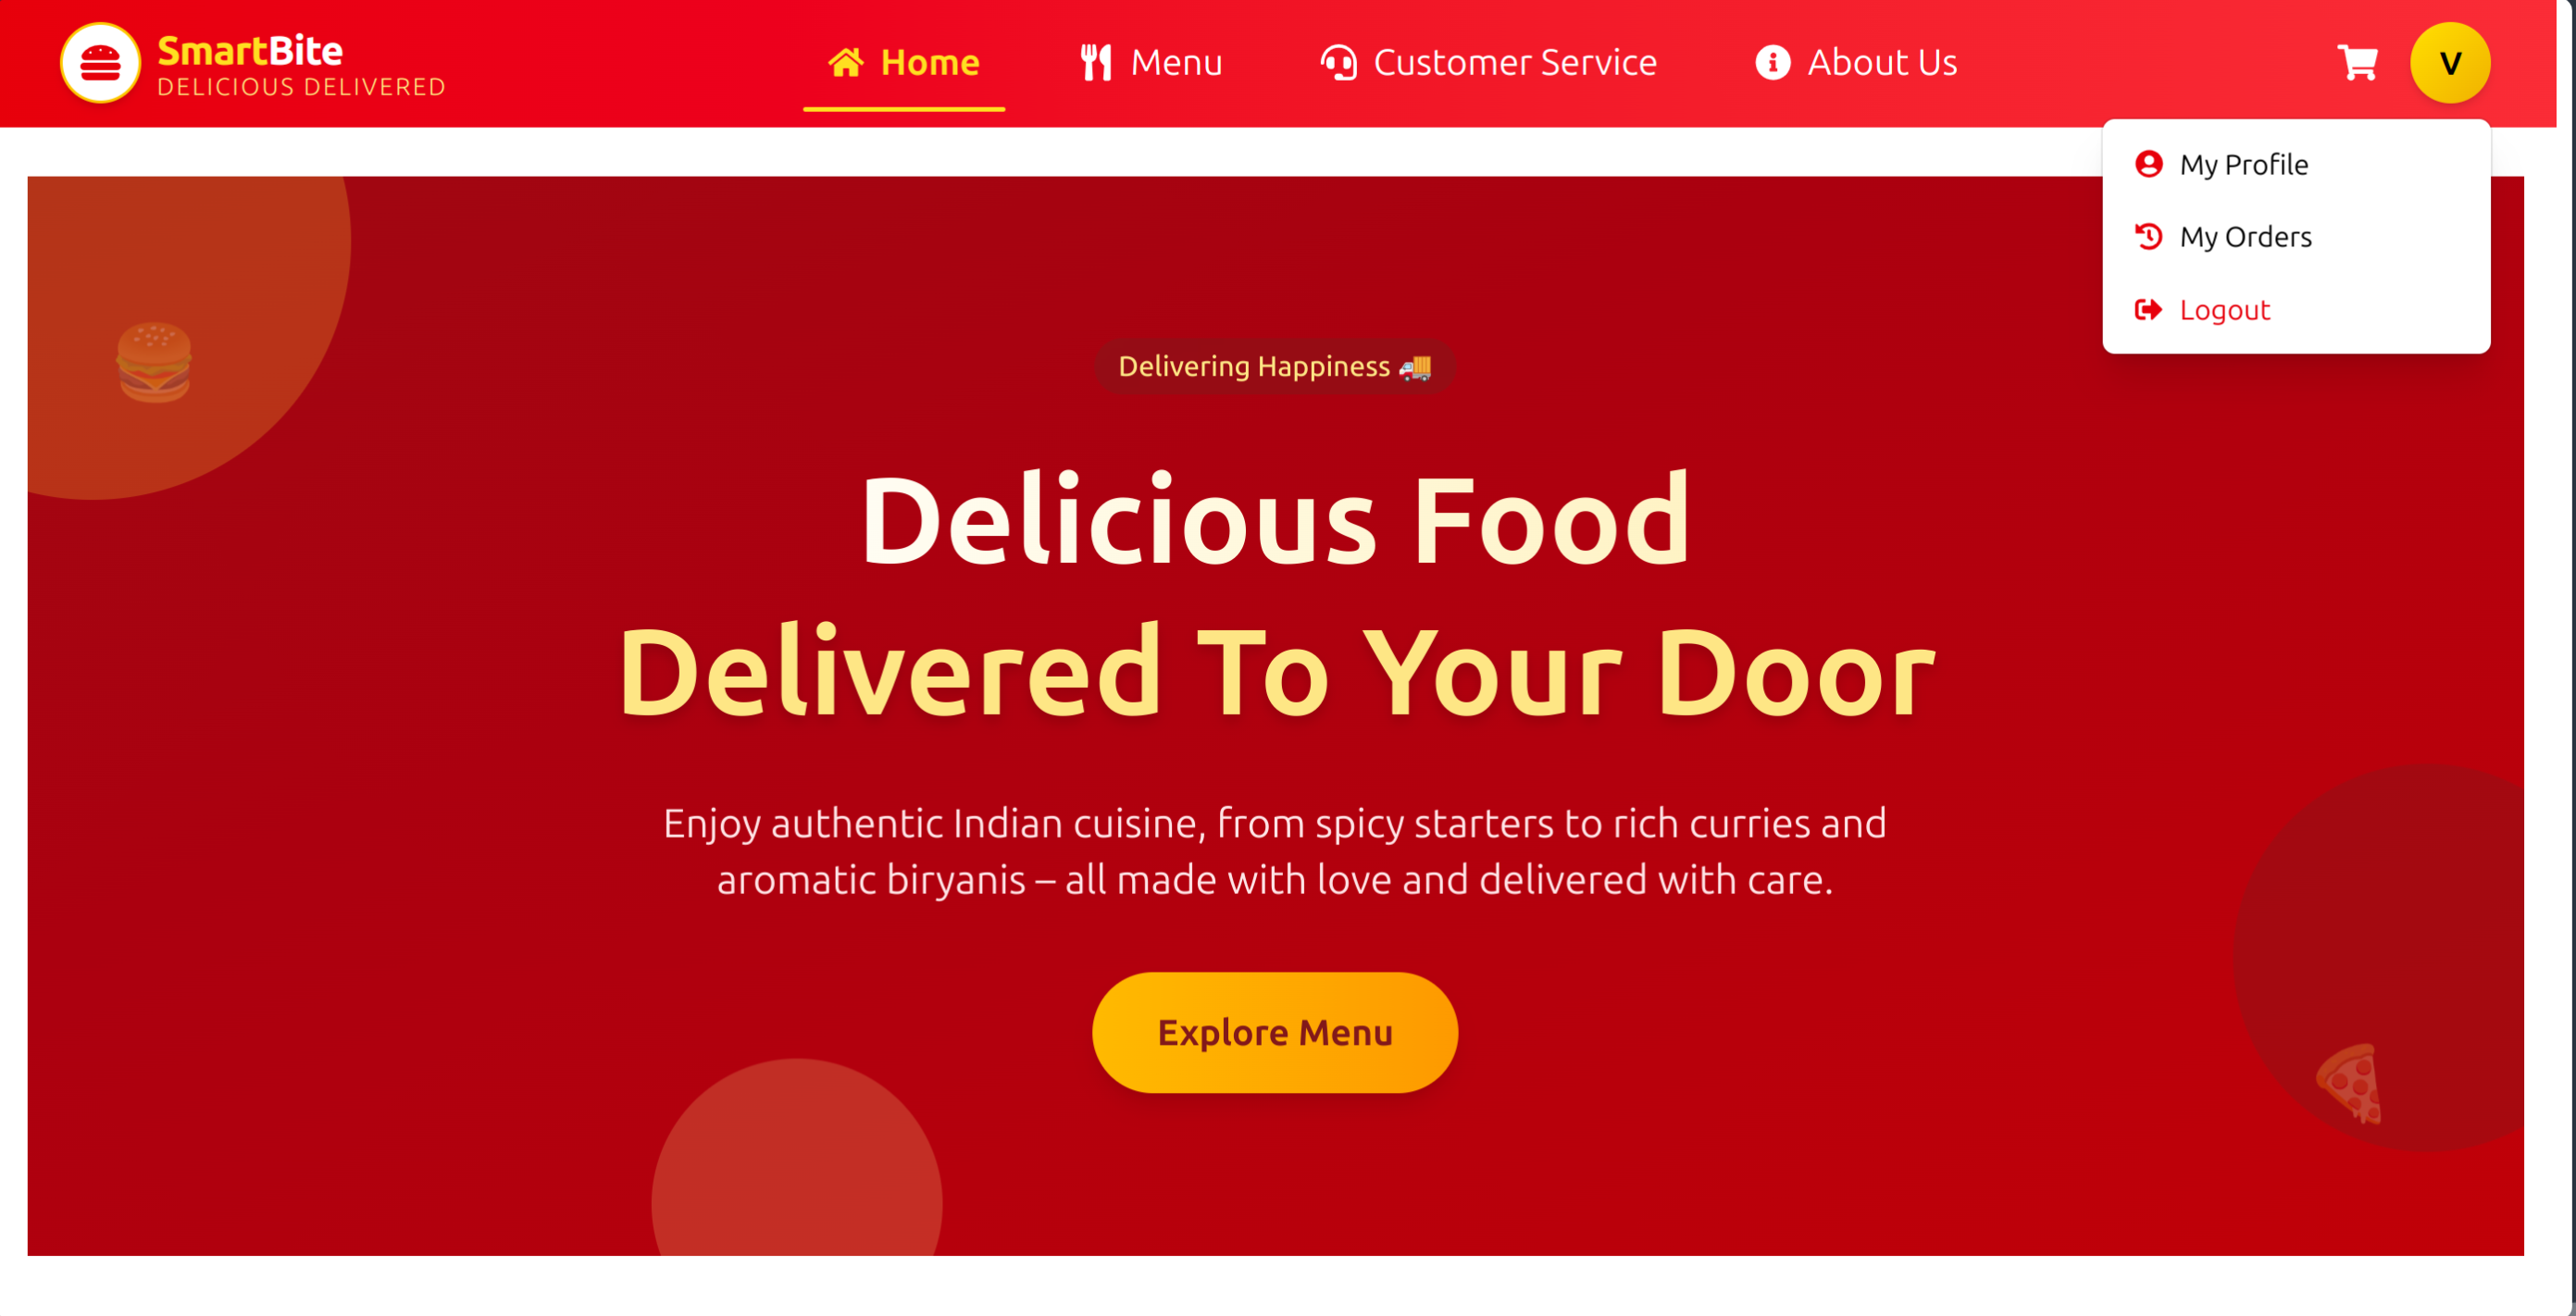 SmartBite
DELICIOUS DELIVERED
Home
Menu
Customer Service
About Us
V
My Profile
My Orders
Logout
Delivering Happiness 🚚
Delicious Food
Delivered To Your Door
Enjoy authentic Indian cuisine, from spicy starters to rich curries and
aromatic biryanis – all made with love and delivered with care.
Explore Menu